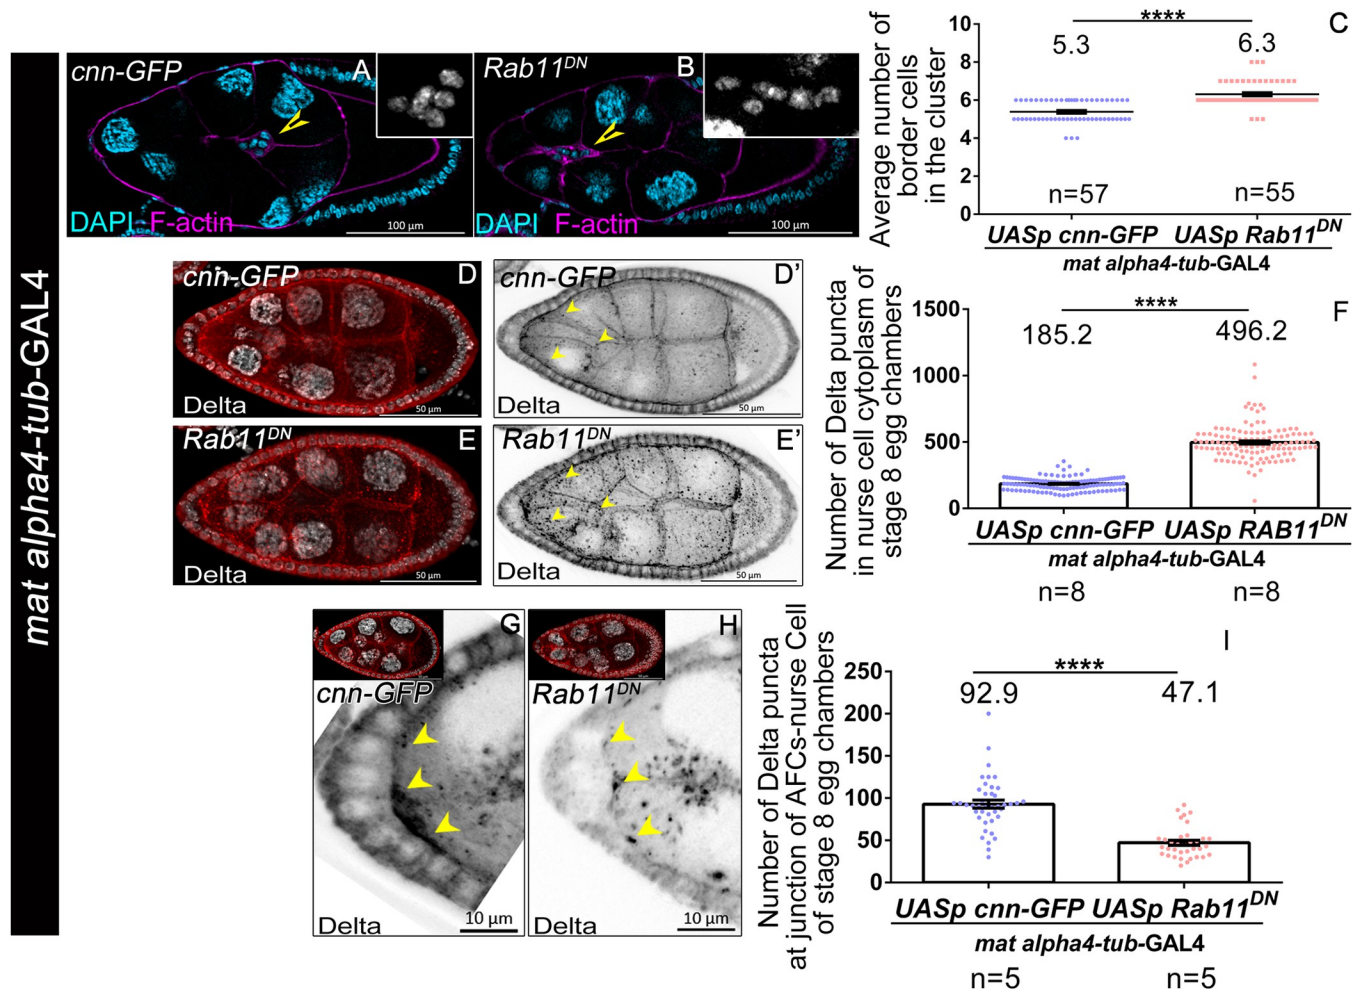 mat alpha4-tub-GAL4
cnn-GFP
A
DAPI F-actin
100 µm
Rab11DN
B
DAPI F-actin
100 µm
C
Average number of
border cells
in the cluster
10
8
6
4
2
0
****
5.3
6.3
n=57
n=55
UASp cnn-GFP
UASp Rab11DN
mat alpha4-tub-GAL4
cnn-GFP
D
Delta
50 µm
cnn-GFP
D’
Delta
50 µm
Rab11DN
E
Delta
50 µm
Rab11DN
E’
Delta
50 µm
F
Number of Delta puncta
in nurse cell cytoplasm of
stage 8 egg chambers
1500
1000
500
0
****
185.2
496.2
UASp cnn-GFP
UASp RAB11DN
mat alpha4-tub-GAL4
n=8
n=8
G
cnn-GFP
Delta
10 µm
H
Rab11DN
Delta
10 µm
I
Number of Delta puncta
at junction of AFCs-nurse Cell
of stage 8 egg chambers
250
200
150
100
50
0
****
92.9
47.1
UASp cnn-GFP
UASp Rab11DN
mat alpha4-tub-GAL4
n=5
n=5